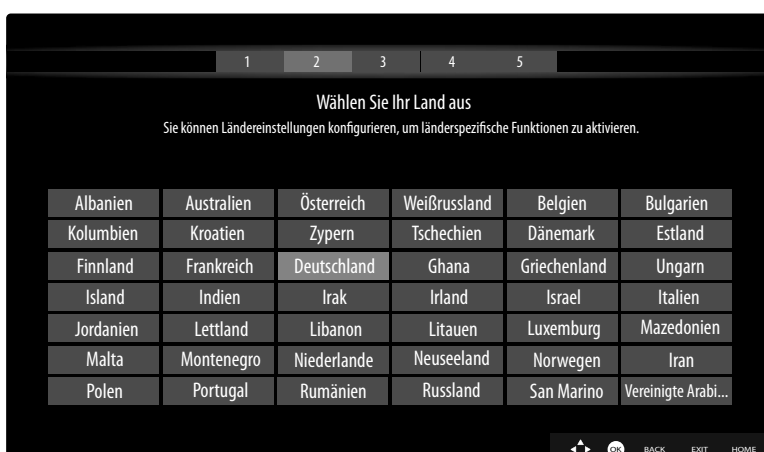 1 2 3 4 5
Wählen Sie Ihr Land aus
Sie können Ländereinstellungen konfigurieren, um länderspezifische Funktionen zu aktivieren.
Albanien Australien Österreich Weißrussland Belgien Bulgarien
Kolumbien Kroatien Zypern Tschechien Dänemark Estland
Finnland Frankreich Deutschland Ghana Griechenland Ungarn
Island Indien Irak Irland Israel Italien
Jordanien Lettland Libanon Litauen Luxemburg Mazedonien
Malta Montenegro Niederlande Neuseeland Norwegen Iran
Polen Portugal Rumänien Russland San Marino Vereinigte Arabi...
OK BACK EXIT HOME